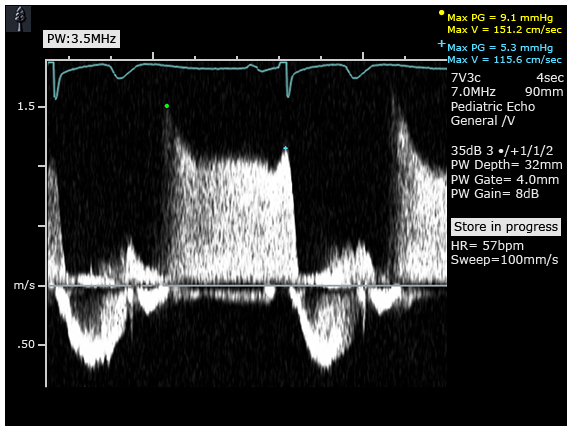 PW:3.5MHz
Max PG = 9.1 mmHg
Max V = 151.2 cm/sec
Max PG = 5.3 mmHg
Max V = 115.6 cm/sec
7V3c 4sec
7.0MHz 90mm
Pediatric Echo
General /V
35dB 3 •/+1/1/2
PW Depth= 32mm
PW Gate= 4.0mm
PW Gain= 8dB
Store in progress
HR= 57bpm
Sweep=100mm/s
1.5
m/s
.50